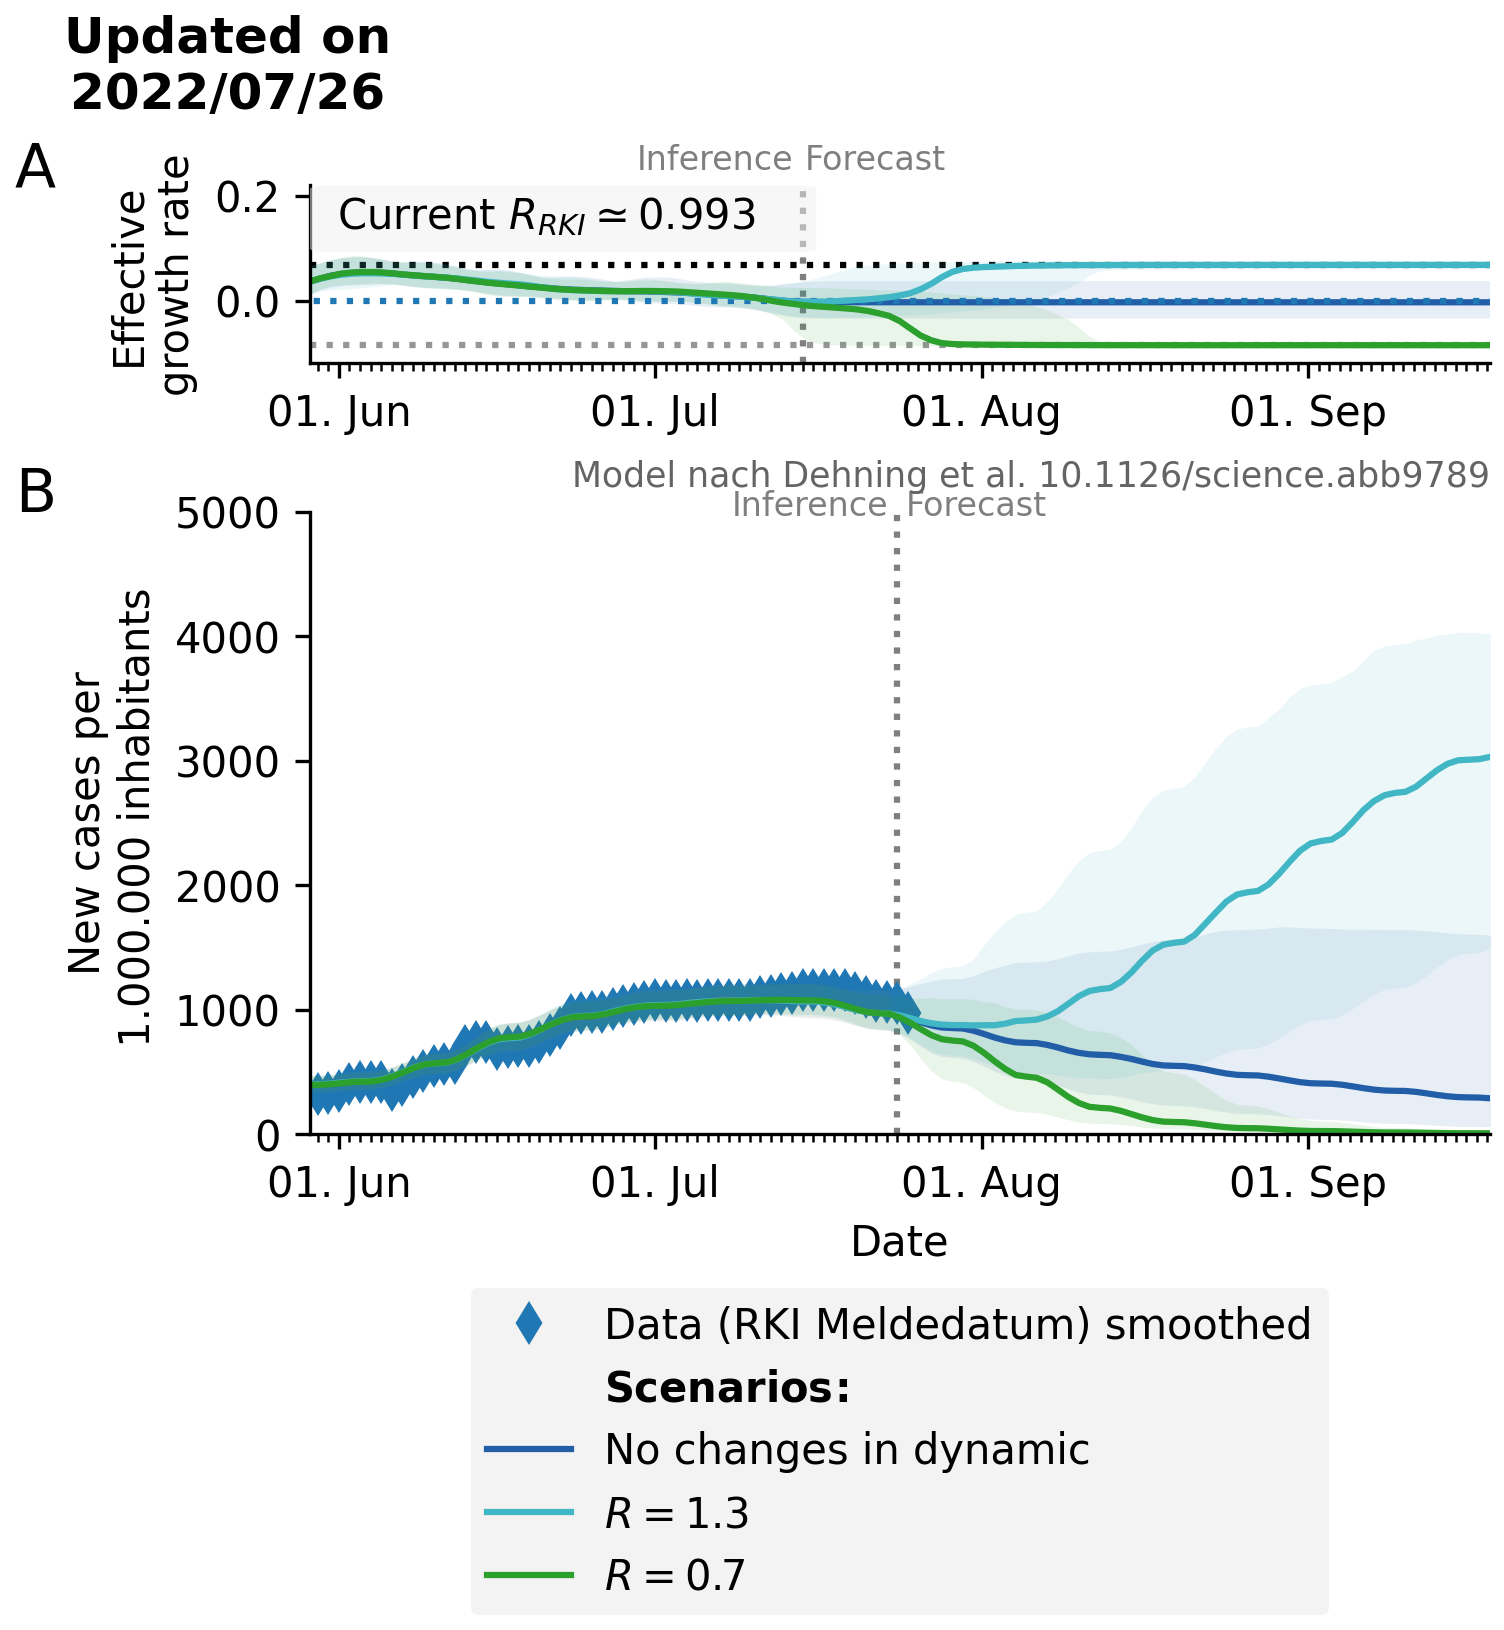 Updated on
2022/07/26
A
Inference Forecast
Effective
growth rate
0.2
0.0
Current R_RKI ≃ 0.993
01. Jun 01. Jul 01. Aug 01. Sep
B
Model nach Dehning et al. 10.1126/science.abb9789
Inference Forecast
New cases per
1.000.000 inhabitants
5000
4000
3000
2000
1000
0
01. Jun 01. Jul 01. Aug 01. Sep
Date
Data (RKI Meldedatum) smoothed
Scenarios:
No changes in dynamic
R = 1.3
R = 0.7